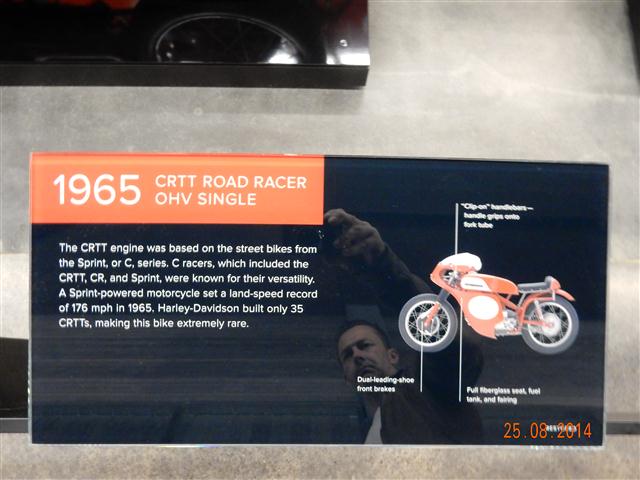 1965
CRTT ROAD RACER
OHV SINGLE
The CRTT engine was based on the street bikes from
the Sprint, or C, series. C racers, which included the
CRTT, CR, and Sprint, were known for their versatility.
A Sprint-powered motorcycle set a land-speed record
of 176 mph in 1965. Harley-Davidson built only 35
CRTTs, making this bike extremely rare.
"Clip-on" handlebars—
handle grips onto
fork tube
Dual-leading-shoe
front brakes
Full fiberglass seat, fuel
tank, and fairing
25.08.2014